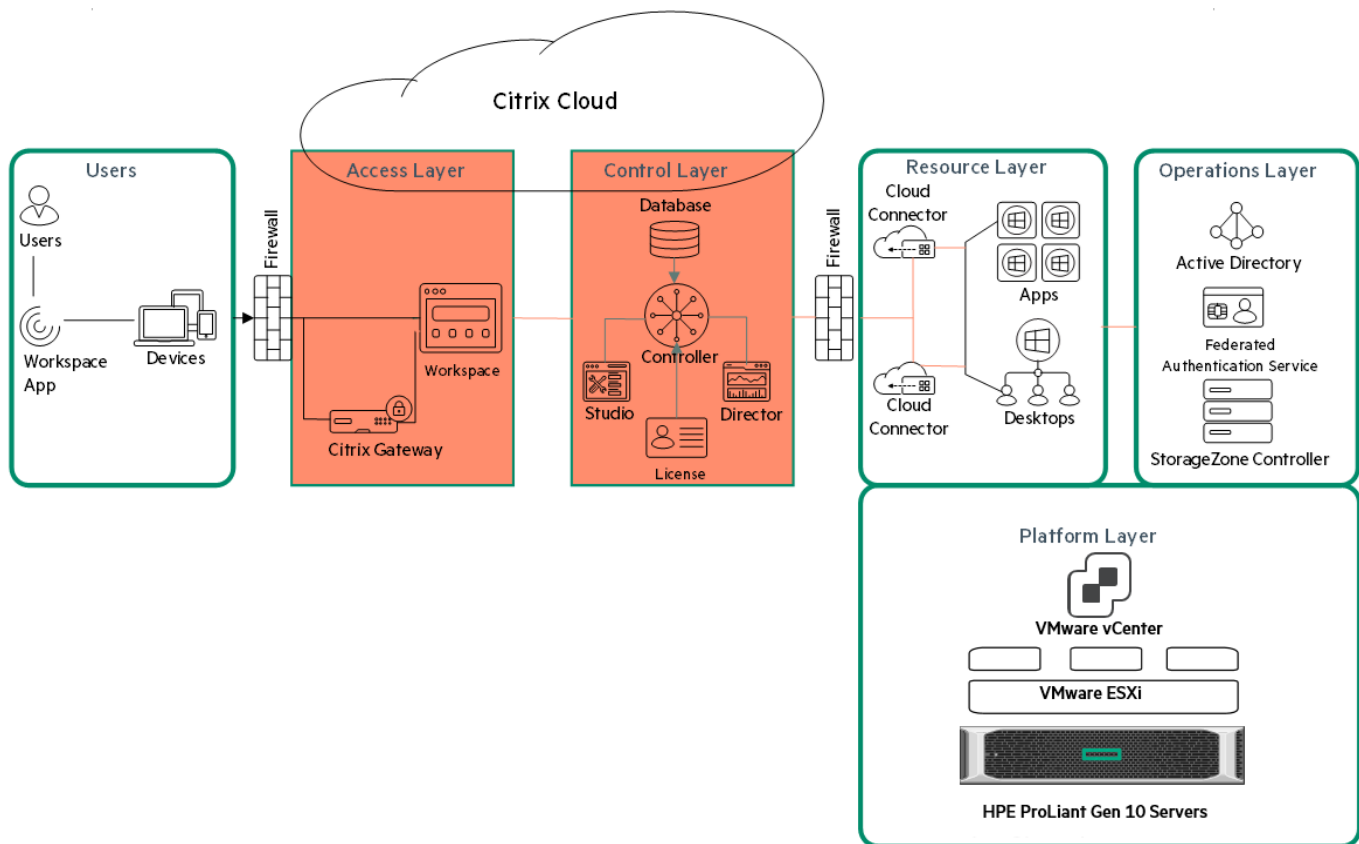 Citrix Cloud
Users
Users
Workspace
App
Devices
Firewall
Access Layer
Workspace
Citrix Gateway
Control Layer
Database
Controller
Studio
Director
License
Firewall
Resource Layer
Cloud
Connector
Apps
Cloud
Connector
Desktops
Operations Layer
Active Directory
Federated
Authentication Service
StorageZone Controller
Platform Layer
VMware vCenter
VMware ESXi
HPE ProLiant Gen 10 Servers